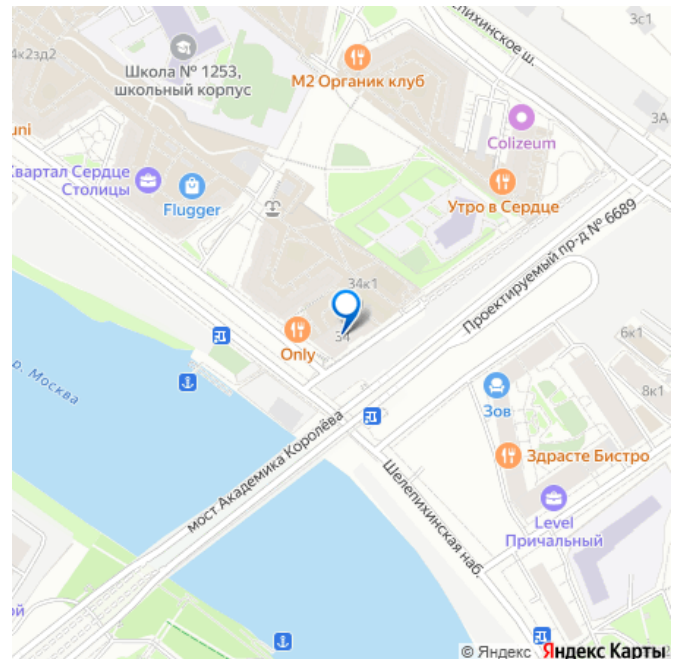 Шелепихинское ш.
3с1
4к2зд2
Школа № 1253,
школьный корпус
М2 Органик клуб
3А
Colizeum
uni
Квартал Сердце
Столицы
Flugger
Утро в Сердце
Проектируемый пр-д № 6689
34к1
34
Only
6к1
р. Москва
8к1
Зов
мост Академика Королёва
Здрасте Бистро
Шелепихинская наб.
Level
Причальный
ой
© Яндекс Яндекс Карты